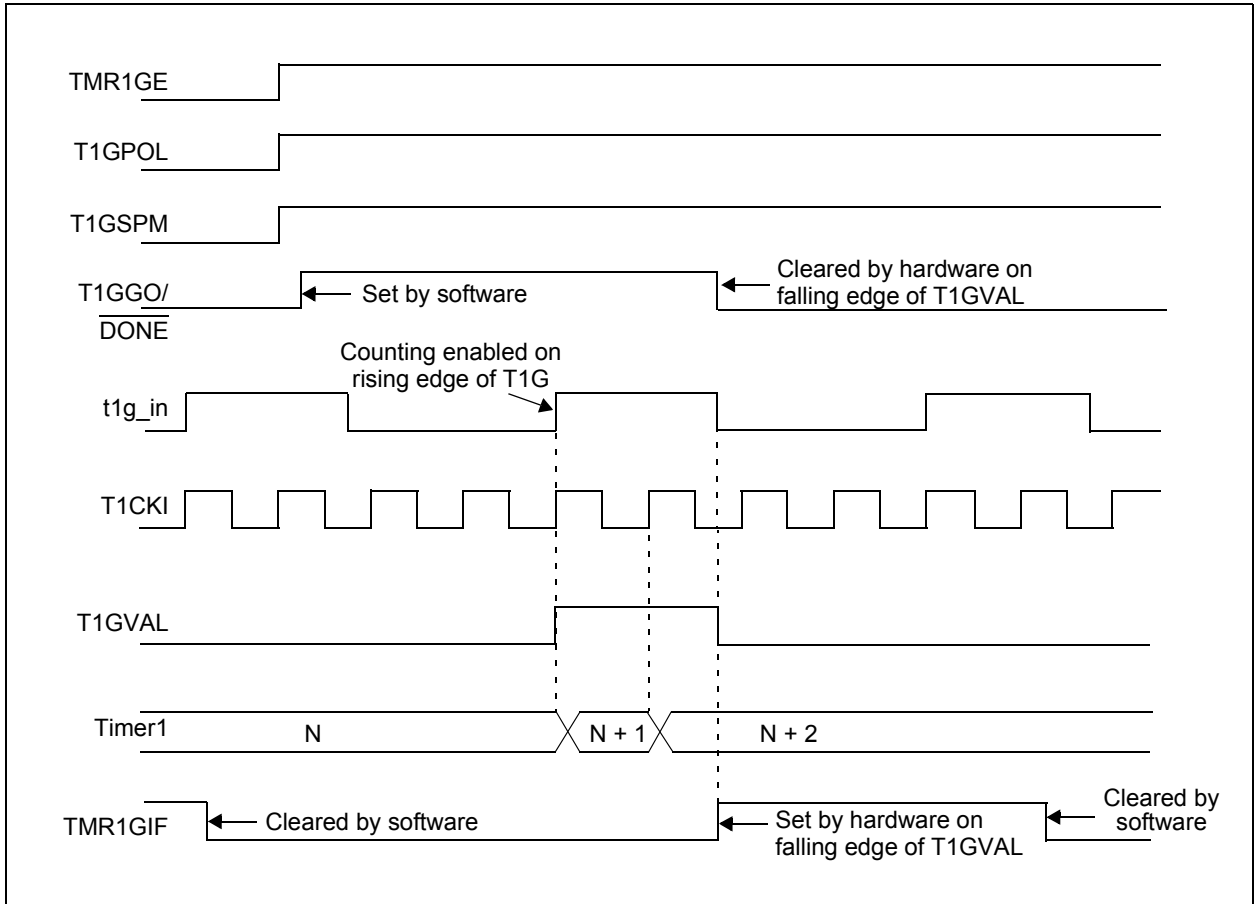 TMR1GE
T1GPOL
T1GSPM
T1GGO/
DONE
Set by software
Cleared by hardware on
falling edge of T1GVAL
Counting enabled on
rising edge of T1G
t1g_in
T1CKI
T1GVAL
Timer1
N
N + 1
N + 2
TMR1GIF
Cleared by software
Set by hardware on
falling edge of T1GVAL
Cleared by
software